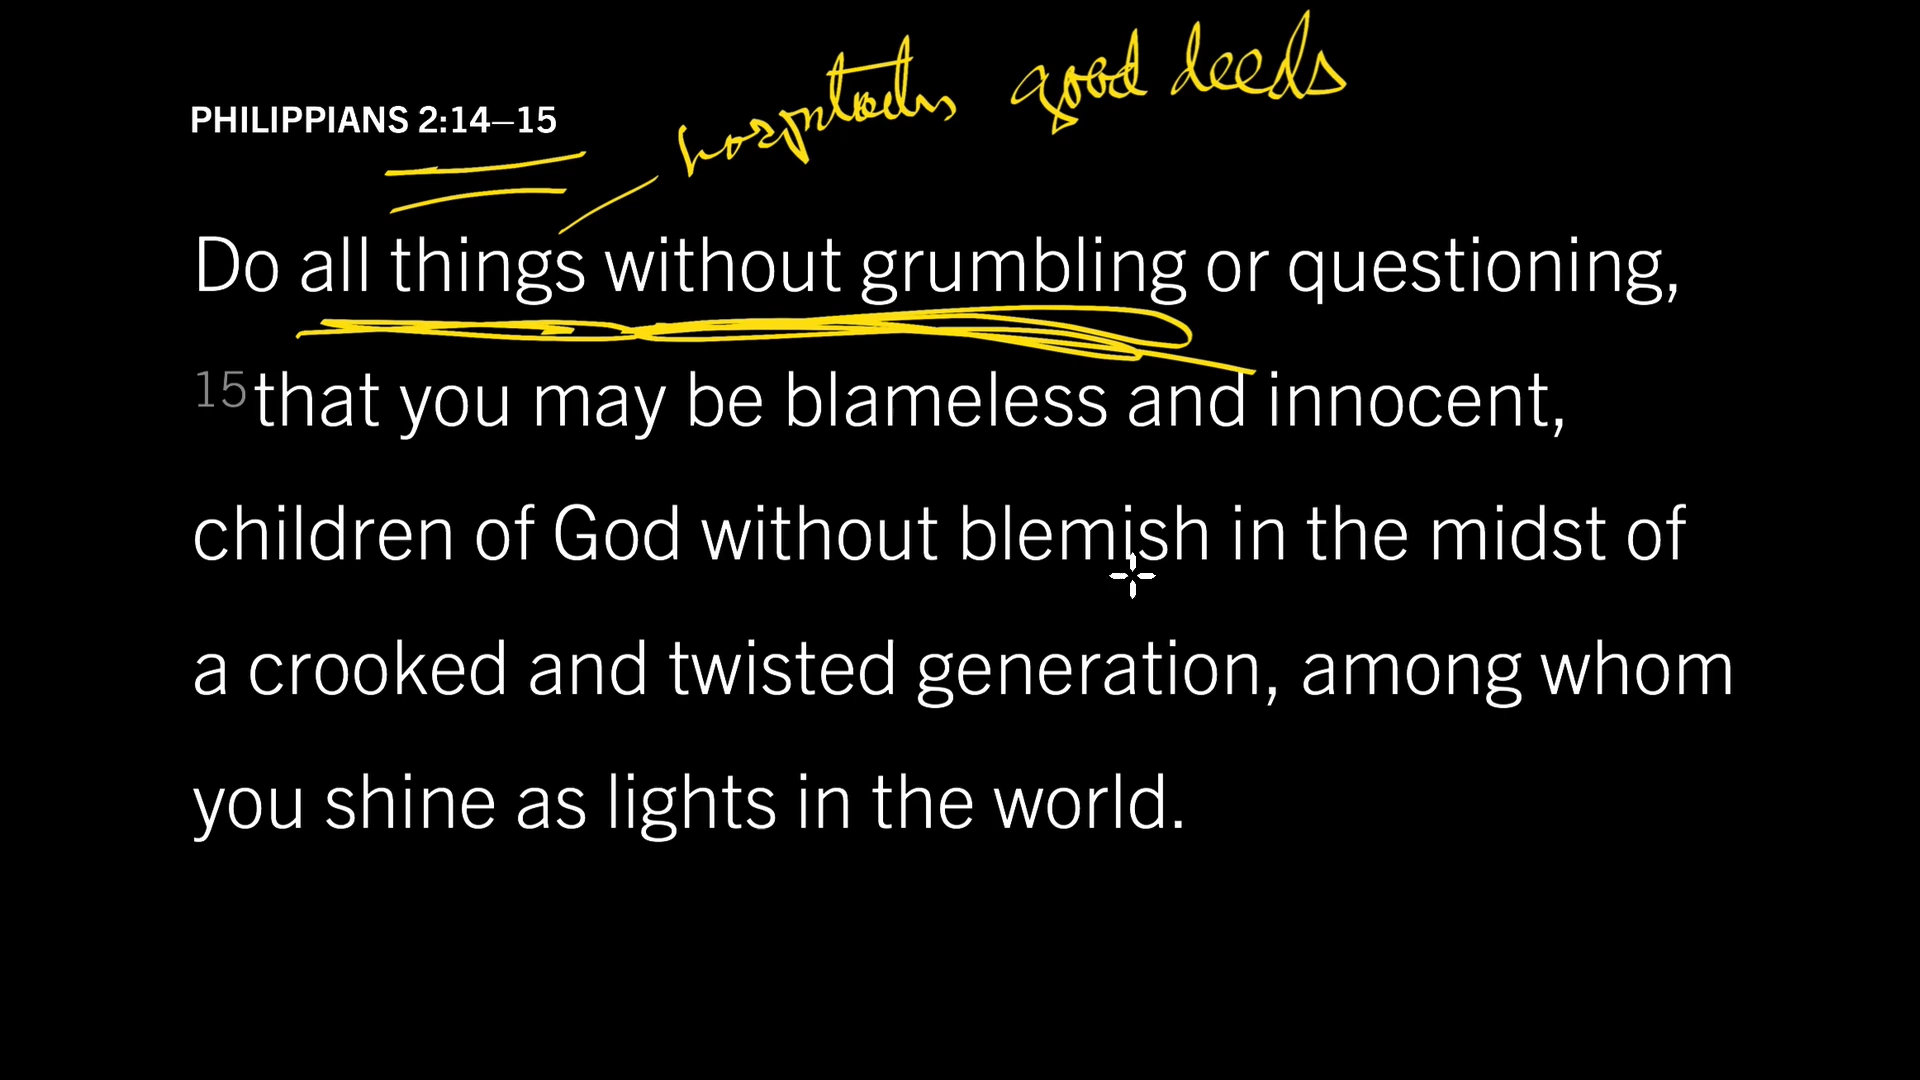 good deeds
PHILIPPIANS 2:14–15
Do all things without grumbling or questioning,
15 that you may be blameless and innocent,
children of God without blemish in the midst of
a crooked and twisted generation, among whom
you shine as lights in the world.